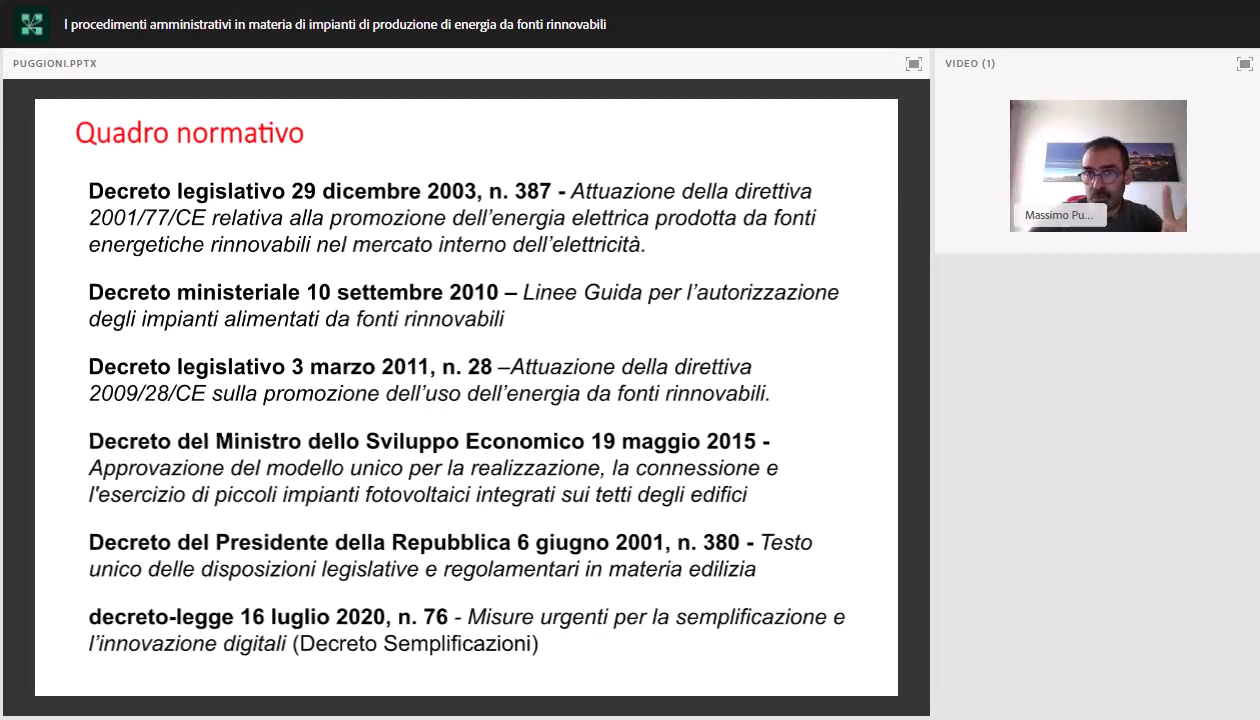 I procedimenti amministrativi in materia di impianti di produzione di energia da fonti rinnovabili
PUGGIONI.PPTX
VIDEO (1)
Quadro normativo
Decreto legislativo 29 dicembre 2003, n. 387 - Attuazione della direttiva
2001/77/CE relativa alla promozione dell’energia elettrica prodotta da fonti
energetiche rinnovabili nel mercato interno dell’elettricità.
Decreto ministeriale 10 settembre 2010 – Linee Guida per l’autorizzazione
degli impianti alimentati da fonti rinnovabili
Decreto legislativo 3 marzo 2011, n. 28 –Attuazione della direttiva
2009/28/CE sulla promozione dell’uso dell’energia da fonti rinnovabili.
Decreto del Ministro dello Sviluppo Economico 19 maggio 2015 -
Approvazione del modello unico per la realizzazione, la connessione e
l'esercizio di piccoli impianti fotovoltaici integrati sui tetti degli edifici
Decreto del Presidente della Repubblica 6 giugno 2001, n. 380 - Testo
unico delle disposizioni legislative e regolamentari in materia edilizia
decreto-legge 16 luglio 2020, n. 76 - Misure urgenti per la semplificazione e
l’innovazione digitali (Decreto Semplificazioni)
Massimo Pu...